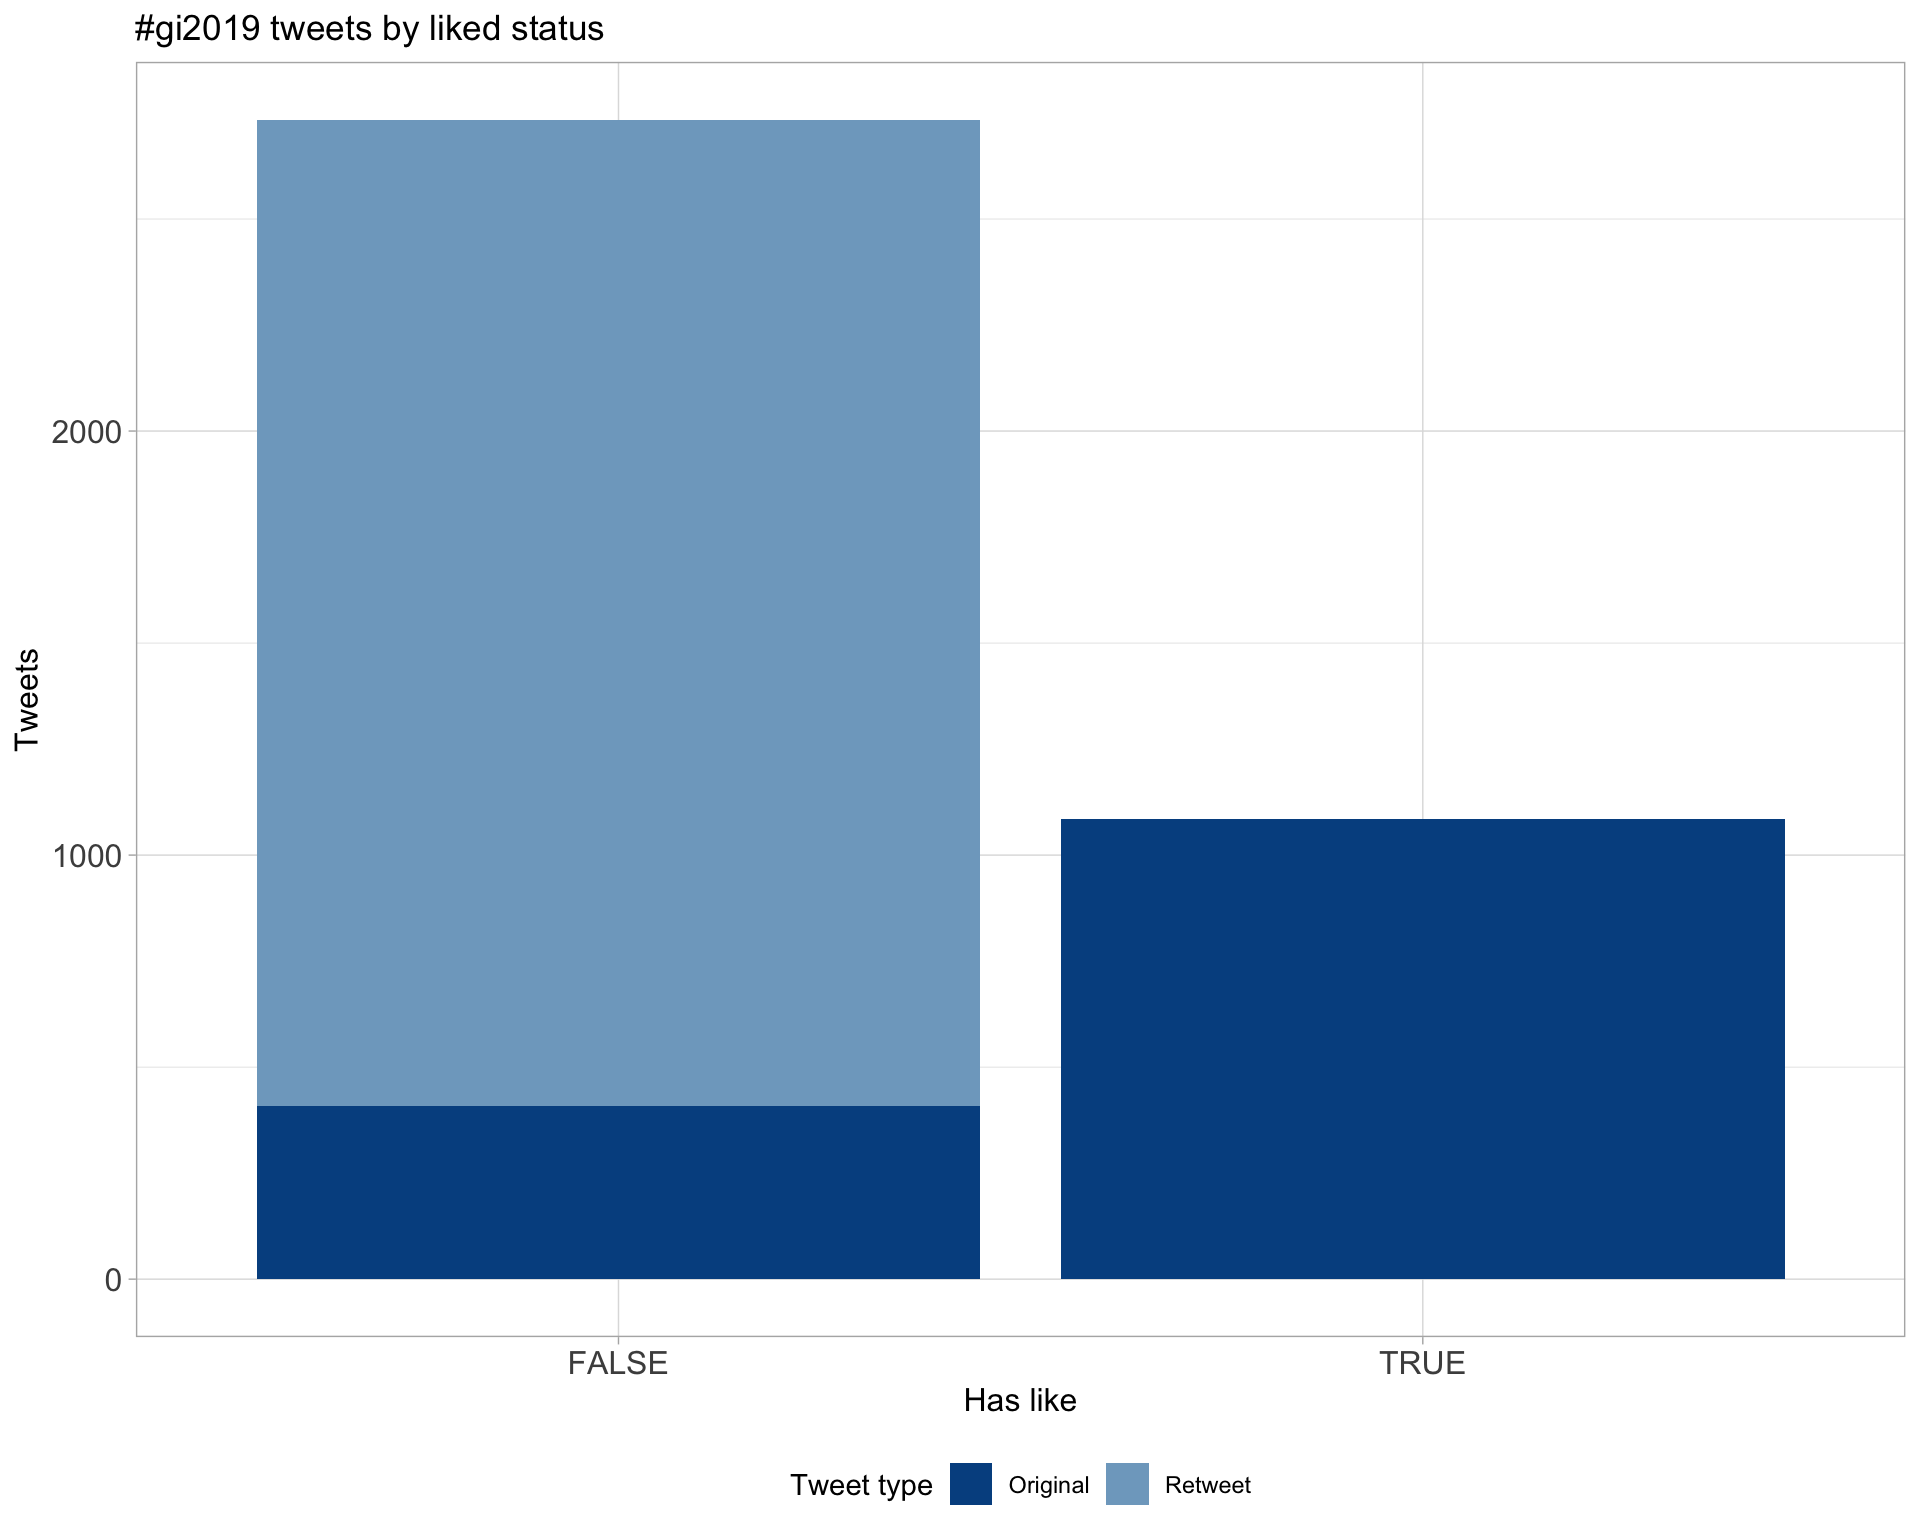 #gi2019 tweets by liked status
Tweets
2000
1000
0
FALSE TRUE
Has like
Tweet type Original Retweet